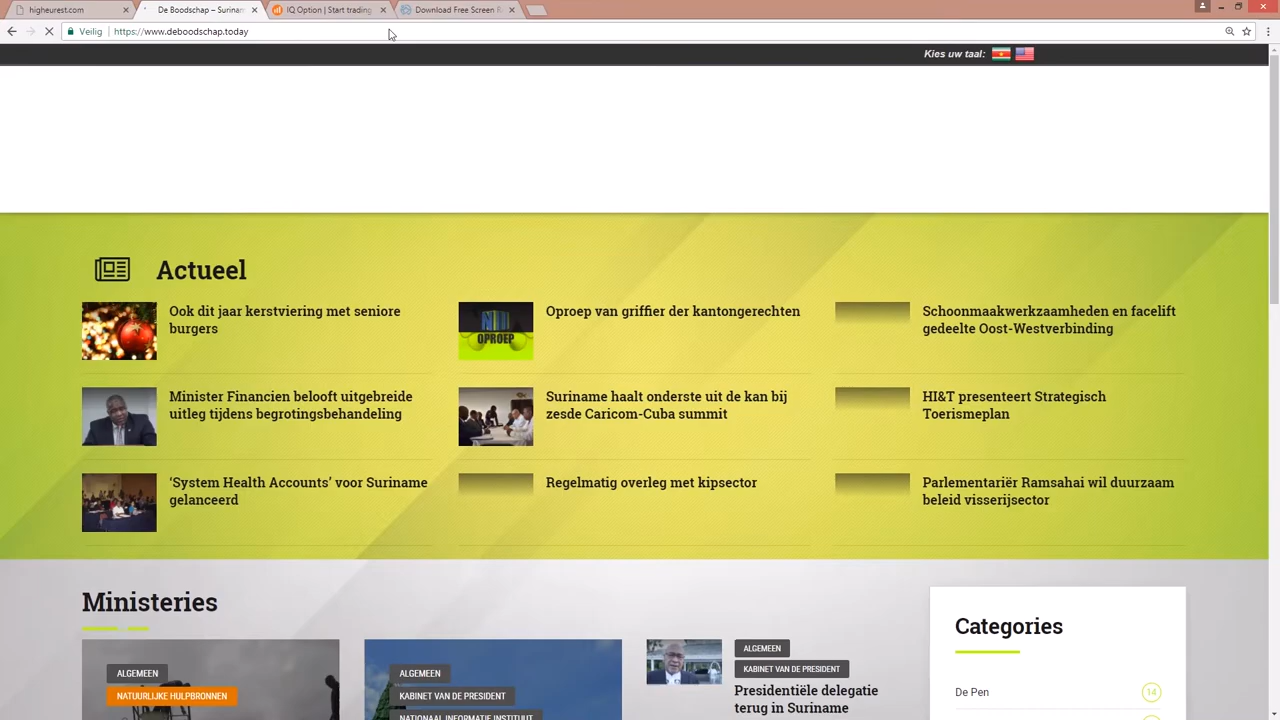 higheurest.com
De Boodschap – Surinam
IQ Option | Start trading
Download Free Screen R
Veilig
https://www.deboodschap.today
Kies uw taal:
Actueel
Ook dit jaar kerstviering met seniore
burgers
Oproep van griffier der kantongerechten
OPROEP
Schoonmaakwerkzaamheden en facelift
gedeelte Oost-Westverbinding
Minister Financien belooft uitgebreide
uitleg tijdens begrotingsbehandeling
Suriname haalt onderste uit de kan bij
zesde Caricom-Cuba summit
HI&T presenteert Strategisch
Toerismeplan
‘System Health Accounts’ voor Suriname
gelanceerd
Regelmatig overleg met kipsector
Parlementariër Ramsahai wil duurzaam
beleid visserijsector
Ministeries
ALGEMEEN
NATUURLIJKE HULPBRONNEN
ALGEMEEN
KABINET VAN DE PRESIDENT
NATIONAAL INFORMATIE INSTITUUT
ALGEMEEN
KABINET VAN DE PRESIDENT
Presidentiële delegatie
terug in Suriname
Categories
De Pen
14